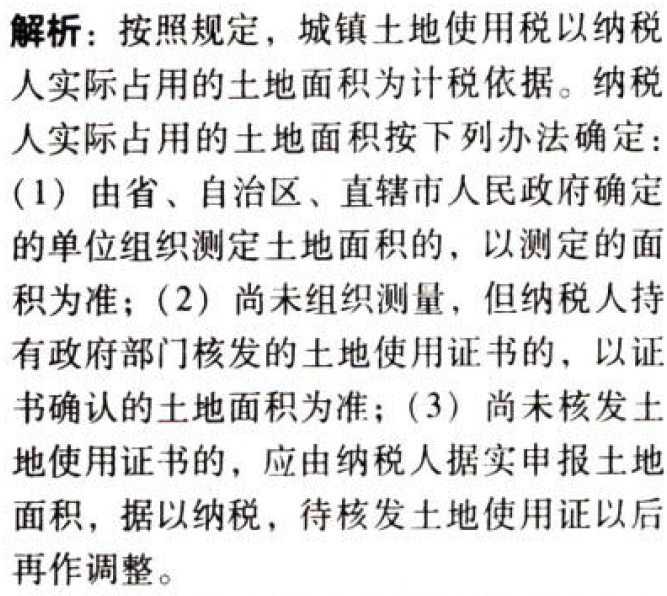 解析：按照规定，城镇土地使用税以纳税
人实际占用的土地面积为计税依据。纳税
人实际占用的土地面积按下列办法确定：
（1）由省、自治区、直辖市人民政府确定
的单位组织测定土地面积的，以测定的面
积为准；（2）尚未组织测量，但纳税人持
有政府部门核发的土地使用证书的，以证
书确认的土地面积为准；（3）尚未核发土
地使用证书的，应由纳税人据实申报土地
面积，据以纳税，待核发土地使用证以后
再作调整。